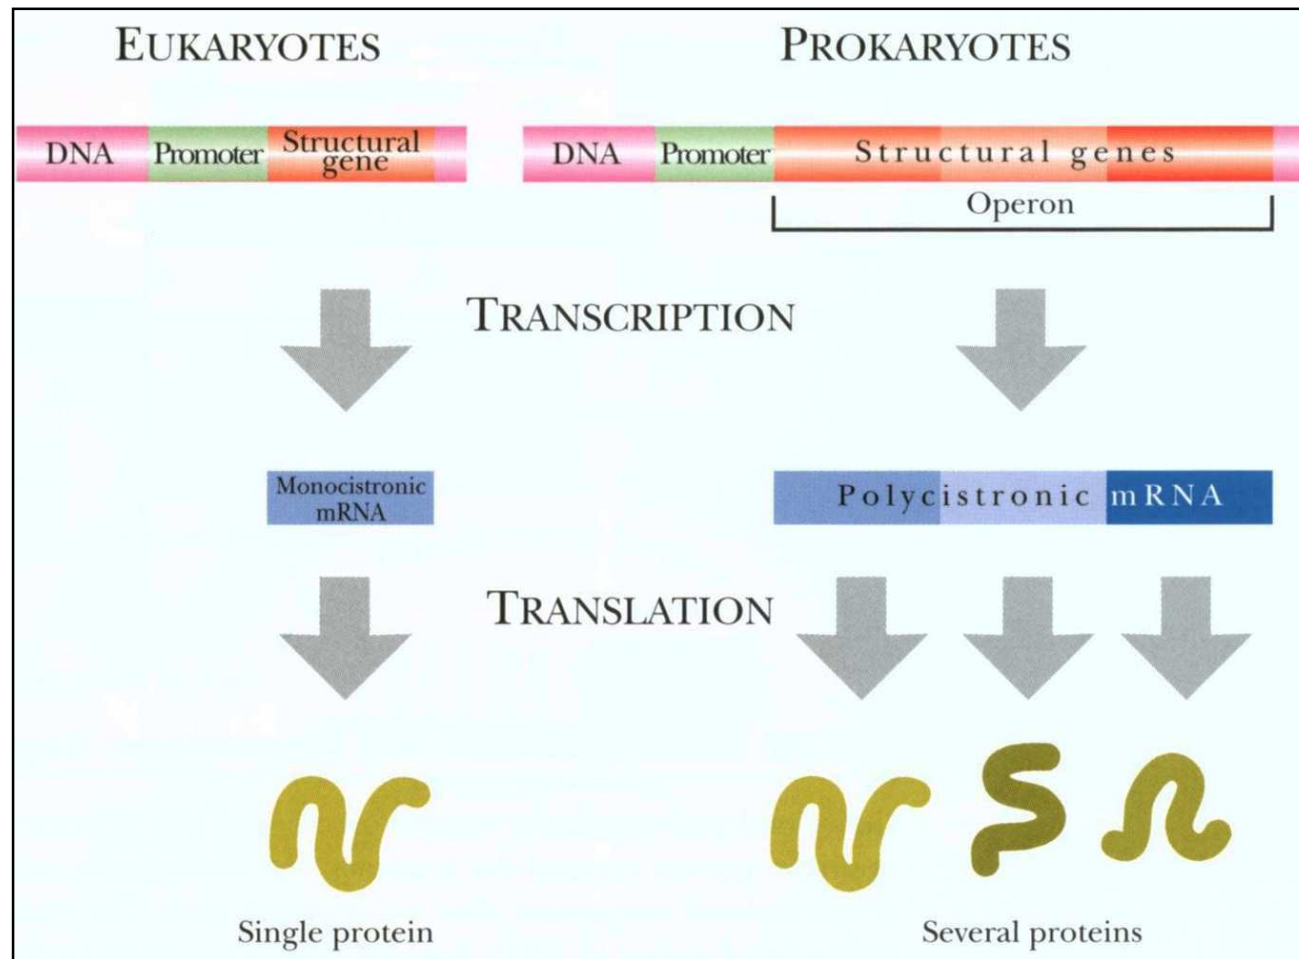 EUKARYOTES
PROKARYOTES
DNA
Promoter
Structural
gene
DNA
Promoter
Structural genes
Operon
TRANSCRIPTION
Monocistronic
mRNA
Polycistronic mRNA
TRANSLATION
Single protein
Several proteins